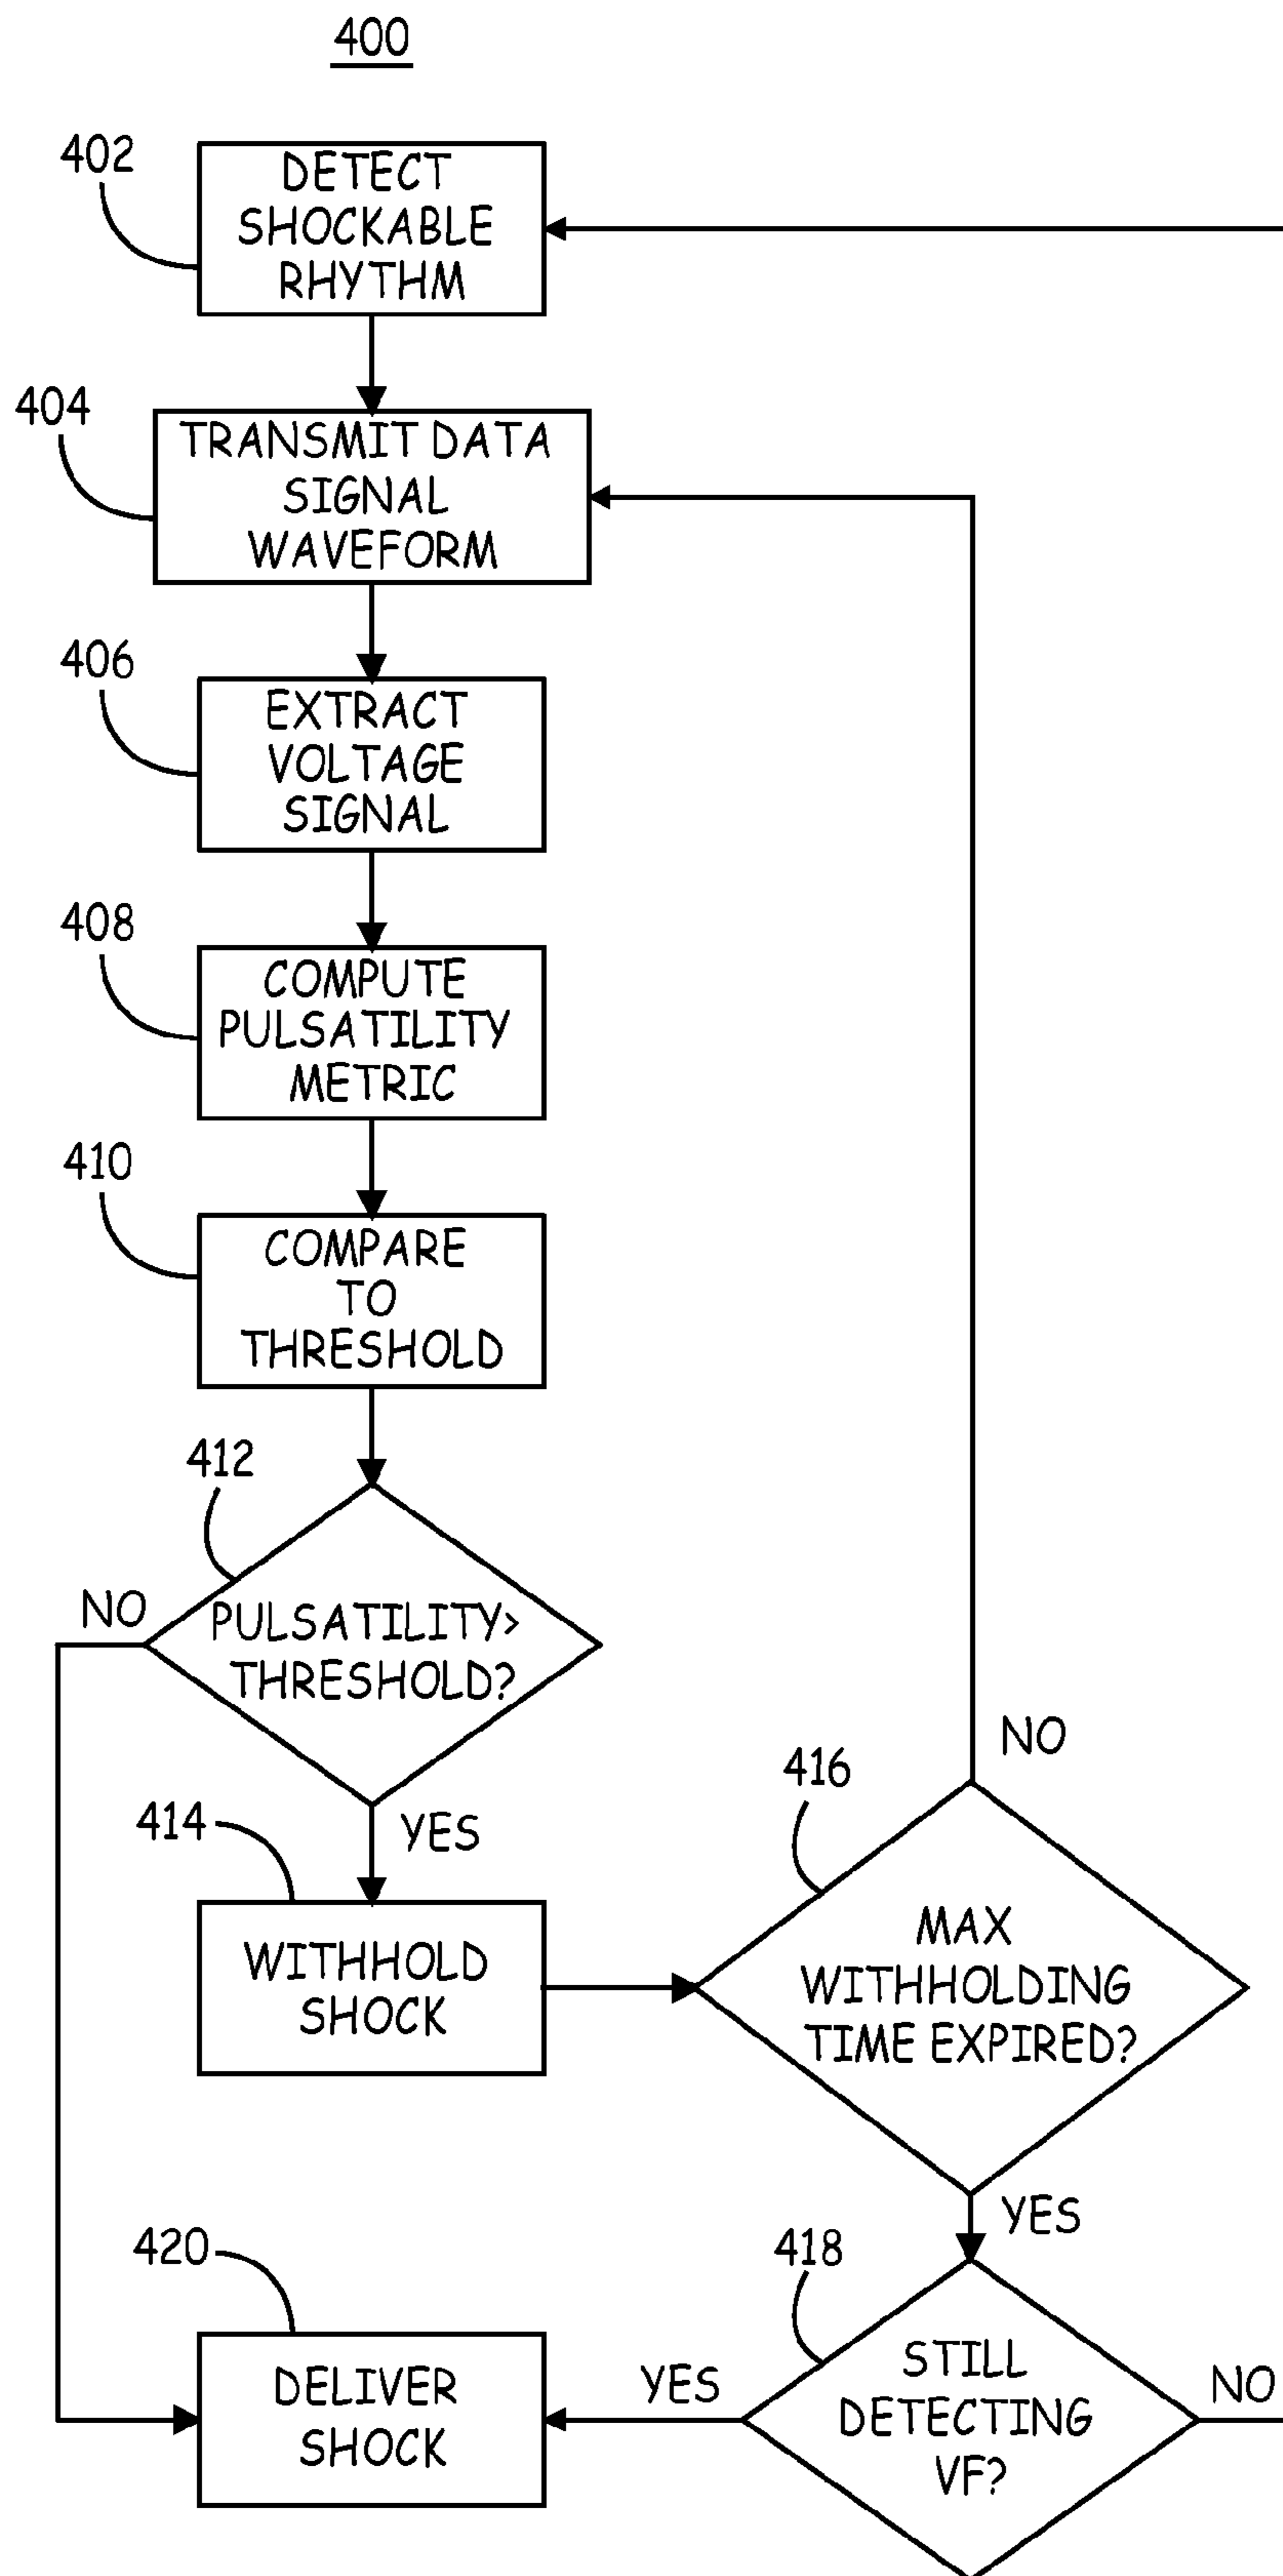 400
402
DETECT
SHOCKABLE
RHYTHM
404
TRANSMIT DATA
SIGNAL
WAVEFORM
406
EXTRACT
VOLTAGE
SIGNAL
408
COMPUTE
PULSATILITY
METRIC
410
COMPARE
TO
THRESHOLD
412
NO
PULSATILITY>
THRESHOLD?
YES
414
WITHHOLD
SHOCK
416
NO
MAX
WITHHOLDING
TIME EXPIRED?
YES
418
STILL
DETECTING
VF?
NO
YES
420
DELIVER
SHOCK